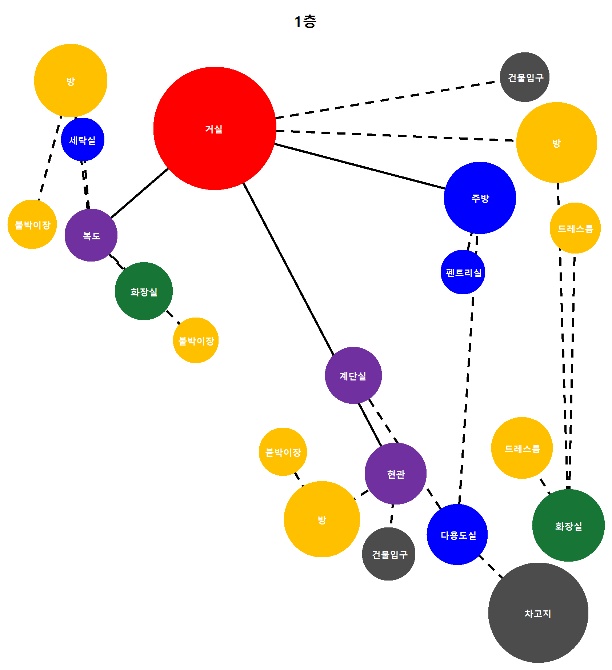 1층
방
건물입구
거실
세탁실
방
주방
붙박이장
복도
드레스룸
펜트리실
화장실
붙박이장
계단실
붙박이장
드레스룸
현관
방
다용도실
화장실
건물입구
차고지